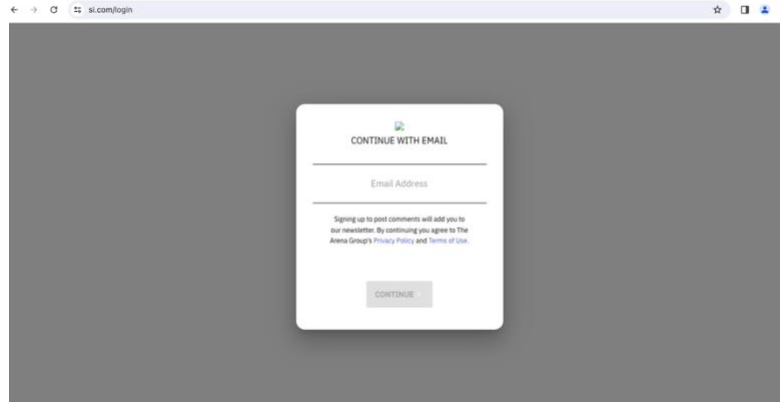 si.com/login
CONTINUE WITH EMAIL
Email Address
Signing up to post comments will add you to
our newsletter. By continuing you agree to The
Arena Group's Privacy Policy and Terms of Use.
CONTINUE